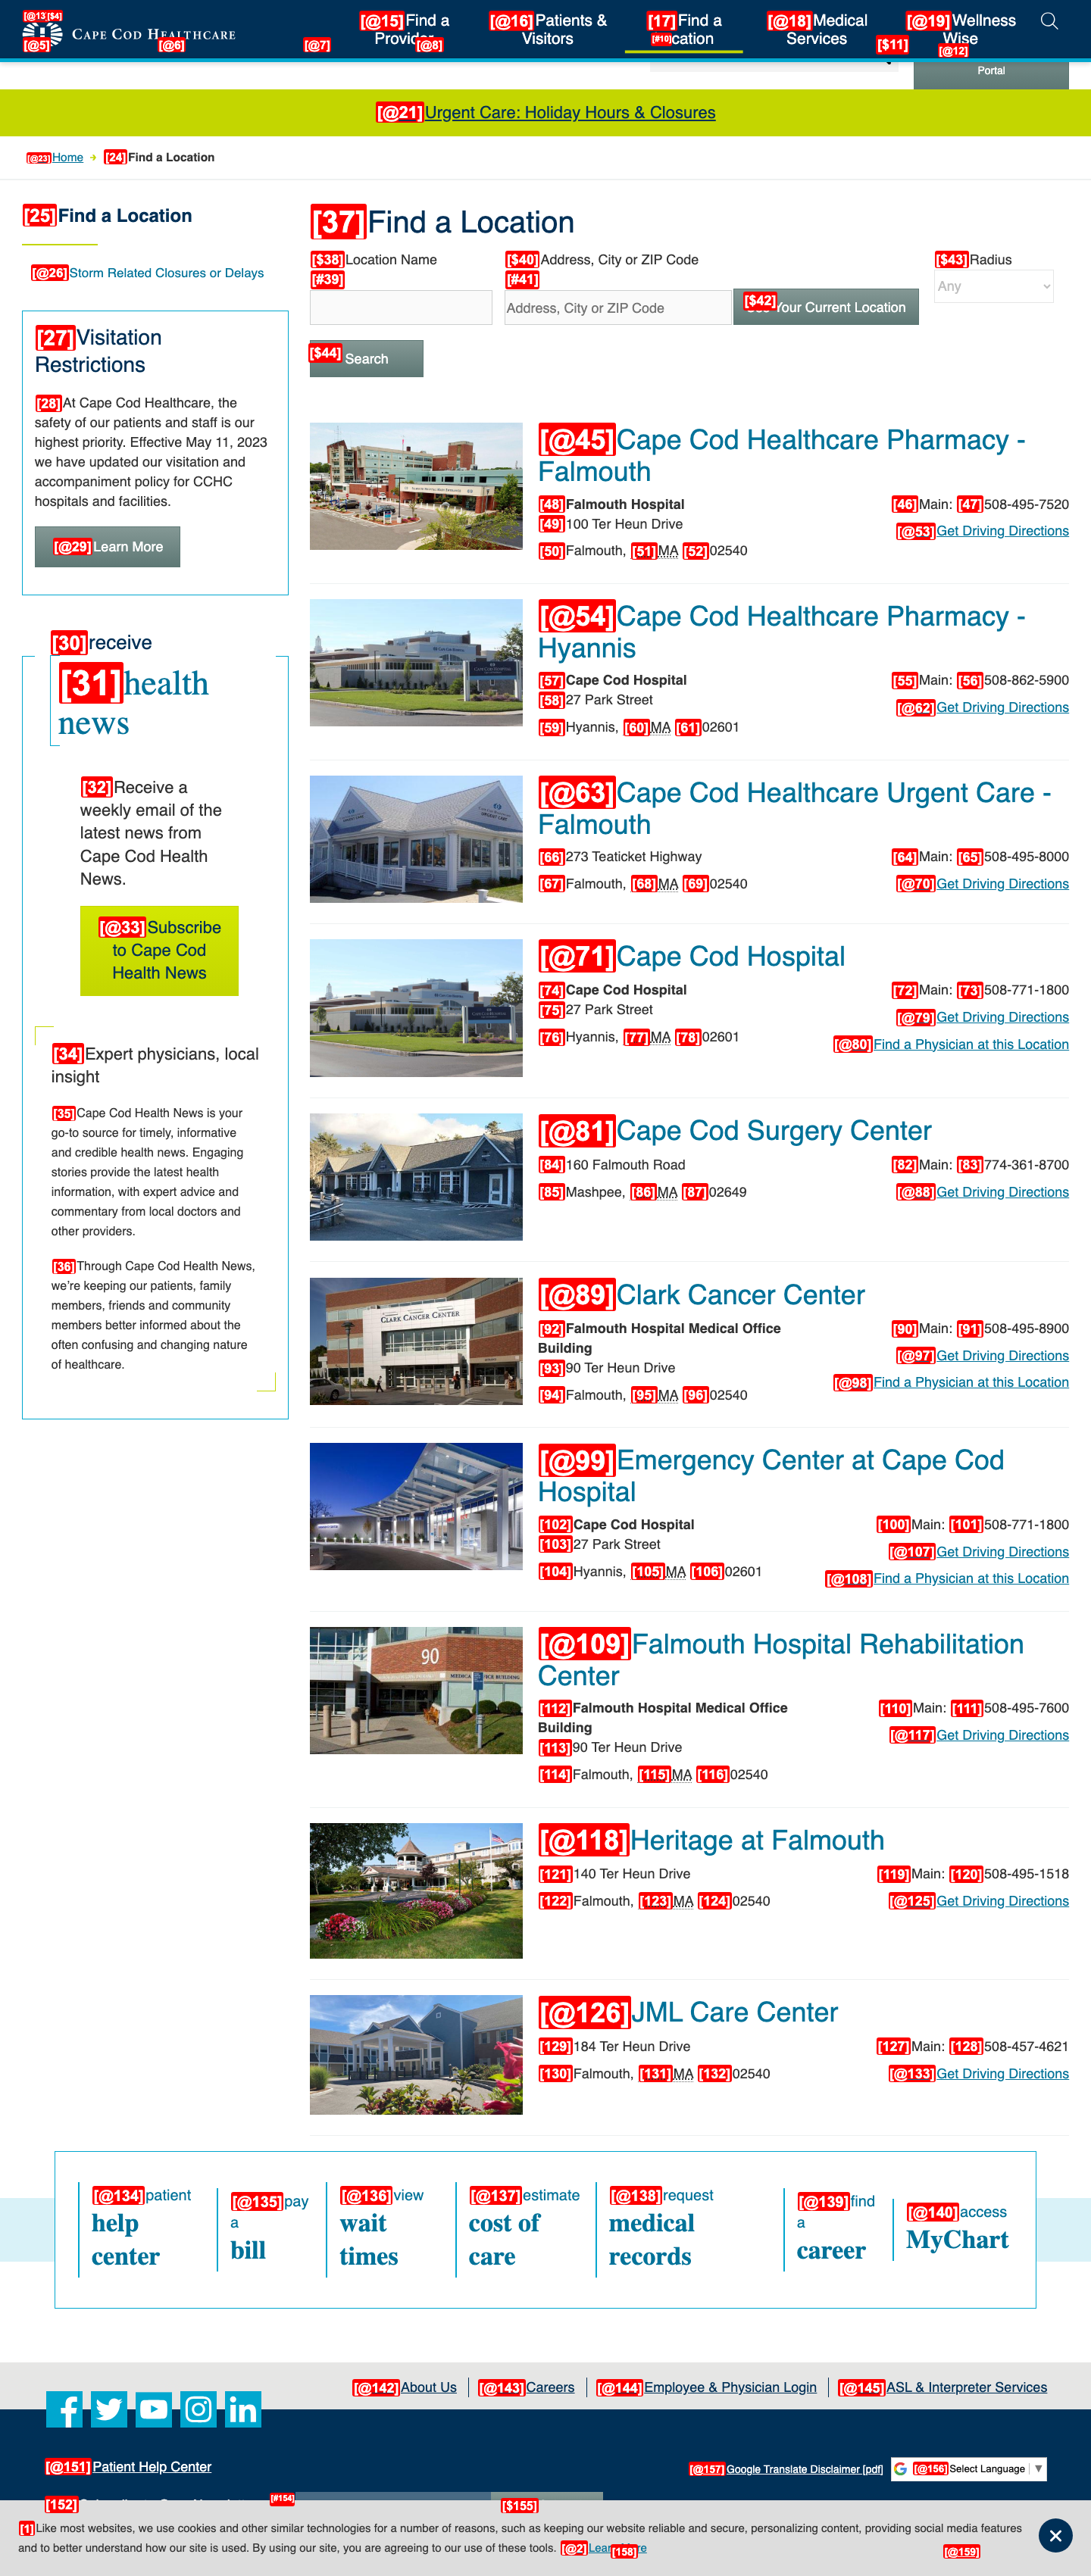 [@13] [$4]
CAPE COD HEALTHCARE
[@5] [@6] [@7] [@8]
[@15]Find a Provider
[@16]Patients & Visitors
[17]Find a
[#10]
[@18]Medical Services
[$11]
[@19]Wellness Wise
[@12]
Portal
[@21]Urgent Care: Holiday Hours & Closures
[@23]Home [24]Find a Location
[25]Find a Location
[@26]Storm Related Closures or Delays
[27]Visitation
Restrictions
[28]At Cape Cod Healthcare, the
safety of our patients and staff is our
highest priority. Effective May 11, 2023
we have updated our visitation and
accompaniment policy for CCHC
hospitals and facilities.
[@29]Learn More
[30]receive
[31]health
news
[32]Receive a
weekly email of the
latest news from
Cape Cod Health
News.
[@33]Subscribe
to Cape Cod
Health News
[34]Expert physicians, local
insight
[35]Cape Cod Health News is your
go-to source for timely, informative
and credible health news. Engaging
stories provide the latest health
information, with expert advice and
commentary from local doctors and
other providers.
[36]Through Cape Cod Health News,
we're keeping our patients, family
members, friends and community
members better informed about the
often confusing and changing nature
of healthcare.
[37]Find a Location
[$38]Location Name
[#39]
[$40]Address, City or ZIP Code
[#41]
Address, City or ZIP Code
[$42] Your Current Location
[$43]Radius
Any
[$44] Search
[@45]Cape Cod Healthcare Pharmacy -
Falmouth
[48]Falmouth Hospital [46]Main: [47]508-495-7520
[49]100 Ter Heun Drive [@53]Get Driving Directions
[50]Falmouth, [51]MA [52]02540
[@54]Cape Cod Healthcare Pharmacy -
Hyannis
[57]Cape Cod Hospital [55]Main: [56]508-862-5900
[58]27 Park Street [@62]Get Driving Directions
[59]Hyannis, [60]MA [61]02601
[@63]Cape Cod Healthcare Urgent Care -
Falmouth
[66]273 Teaticket Highway [64]Main: [65]508-495-8000
[67]Falmouth, [68]MA [69]02540 [@70]Get Driving Directions
[@71]Cape Cod Hospital
[74]Cape Cod Hospital [72]Main: [73]508-771-1800
[75]27 Park Street [@79]Get Driving Directions
[76]Hyannis, [77]MA [78]02601 [@80]Find a Physician at this Location
[@81]Cape Cod Surgery Center
[84]160 Falmouth Road [82]Main: [83]774-361-8700
[85]Mashpee, [86]MA [87]02649 [@88]Get Driving Directions
CLARK CANCER CENTER
[@89]Clark Cancer Center
[92]Falmouth Hospital Medical Office [90]Main: [91]508-495-8900
Building
[93]90 Ter Heun Drive [@97]Get Driving Directions
[94]Falmouth, [95]MA [96]02540 [@98]Find a Physician at this Location
[@99]Emergency Center at Cape Cod
Hospital
[102]Cape Cod Hospital [100]Main: [101]508-771-1800
[103]27 Park Street [@107]Get Driving Directions
[104]Hyannis, [105]MA [106]02601 [@108]Find a Physician at this Location
90
[@109]Falmouth Hospital Rehabilitation
Center
[112]Falmouth Hospital Medical Office [110]Main: [111]508-495-7600
Building
[113]90 Ter Heun Drive [@117]Get Driving Directions
[114]Falmouth, [115]MA [116]02540
[@118]Heritage at Falmouth
[121]140 Ter Heun Drive [119]Main: [120]508-495-1518
[122]Falmouth, [123]MA [124]02540 [@125]Get Driving Directions
[@126]JML Care Center
[129]184 Ter Heun Drive [127]Main: [128]508-457-4621
[130]Falmouth, [131]MA [132]02540 [@133]Get Driving Directions
[@134]patient
help
center
[@135]pay
a
bill
[@136]view
wait
times
[@137]estimate
cost of
care
[@138]request
medical
records
[@139]find
a
career
[@140]access
MyChart
[@142]About Us [@143]Careers [@144]Employee & Physician Login [@145]ASL & Interpreter Services
[@151]Patient Help Center
[@157]Google Translate Disclaimer [pdf] [@156]Select Language ▼
[152] [#154] [$155]
[1]Like most websites, we use cookies and other similar technologies for a number of reasons, such as keeping our website reliable and secure, personalizing content, providing social media features
and to better understand how our site is used. By using our site, you are agreeing to our use of these tools. [@2]Learn [158]
[@159]